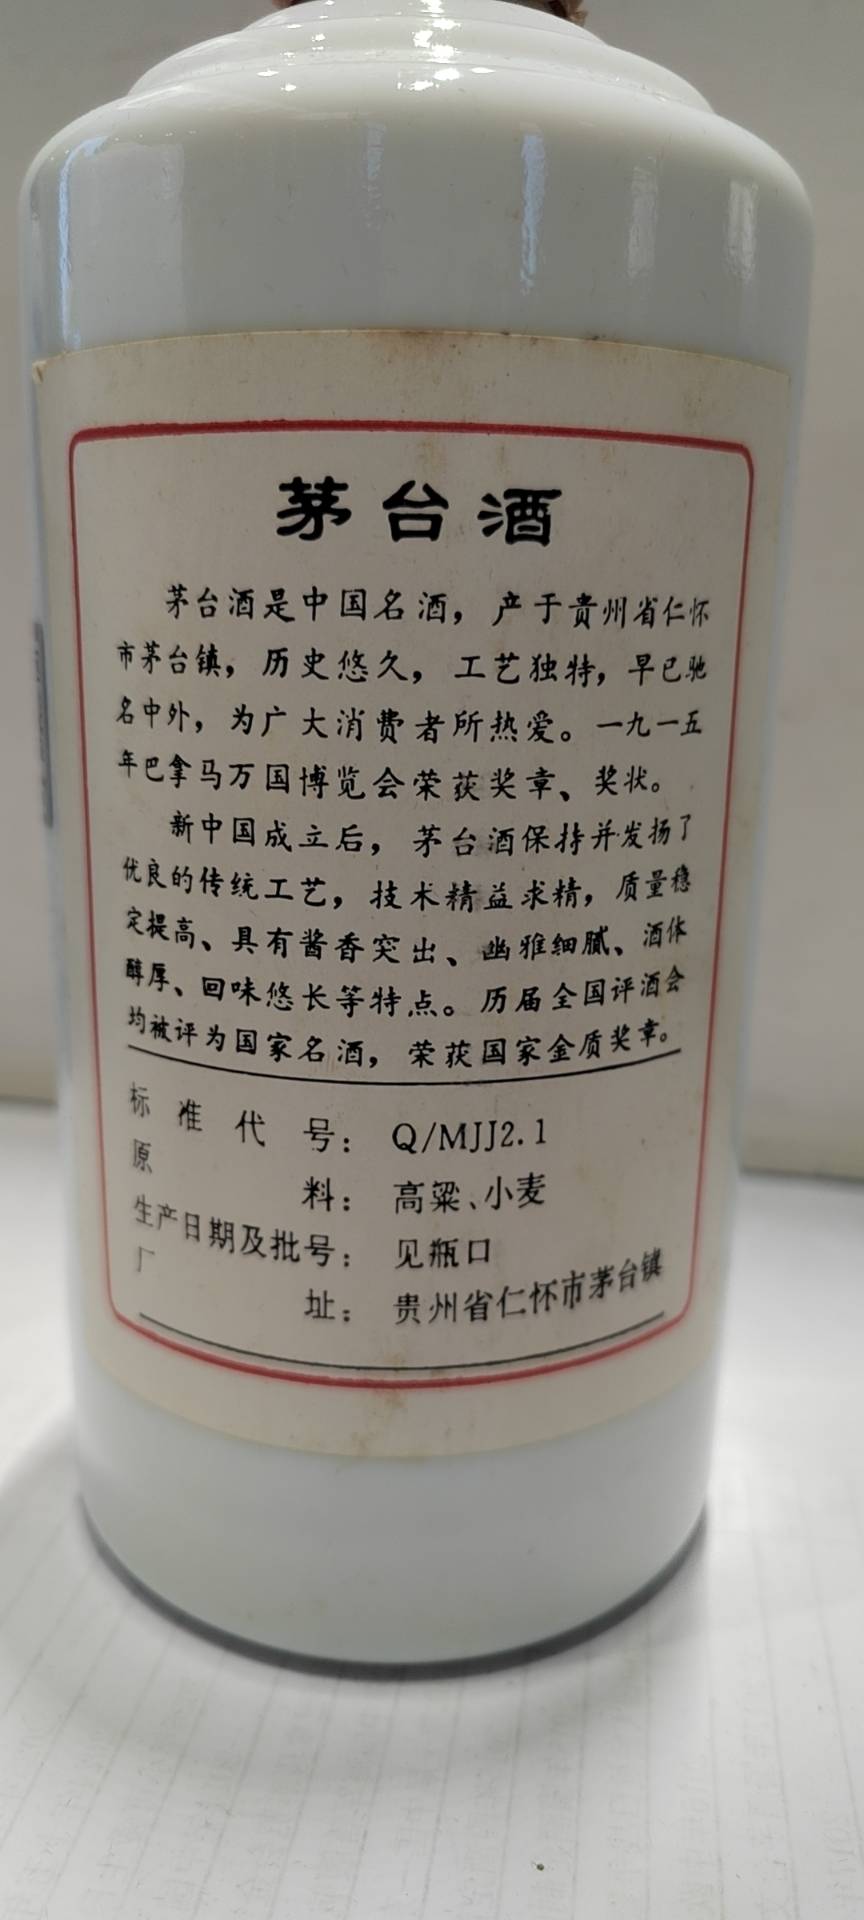 茅台酒
茅台酒是中国名酒，产于贵州省仁怀
市茅台镇，历史悠久，工艺独特，早已驰
名中外，为广大消费者所热爱。一九一五
年巴拿马万国博览会荣获奖章、奖状。
新中国成立后，茅台酒保持并发扬了
优良的传统工艺，技术精益求精，质量稳
定提高、具有酱香突出、幽雅细腻、酒体
醇厚、回味悠长等特点。历届全国评酒会
均被评为国家名酒，荣获国家金质奖章。
标准代号：Q/MJJ2.1
原料：高粱、小麦
生产日期及批号：见瓶口
厂址：贵州省仁怀市茅台镇